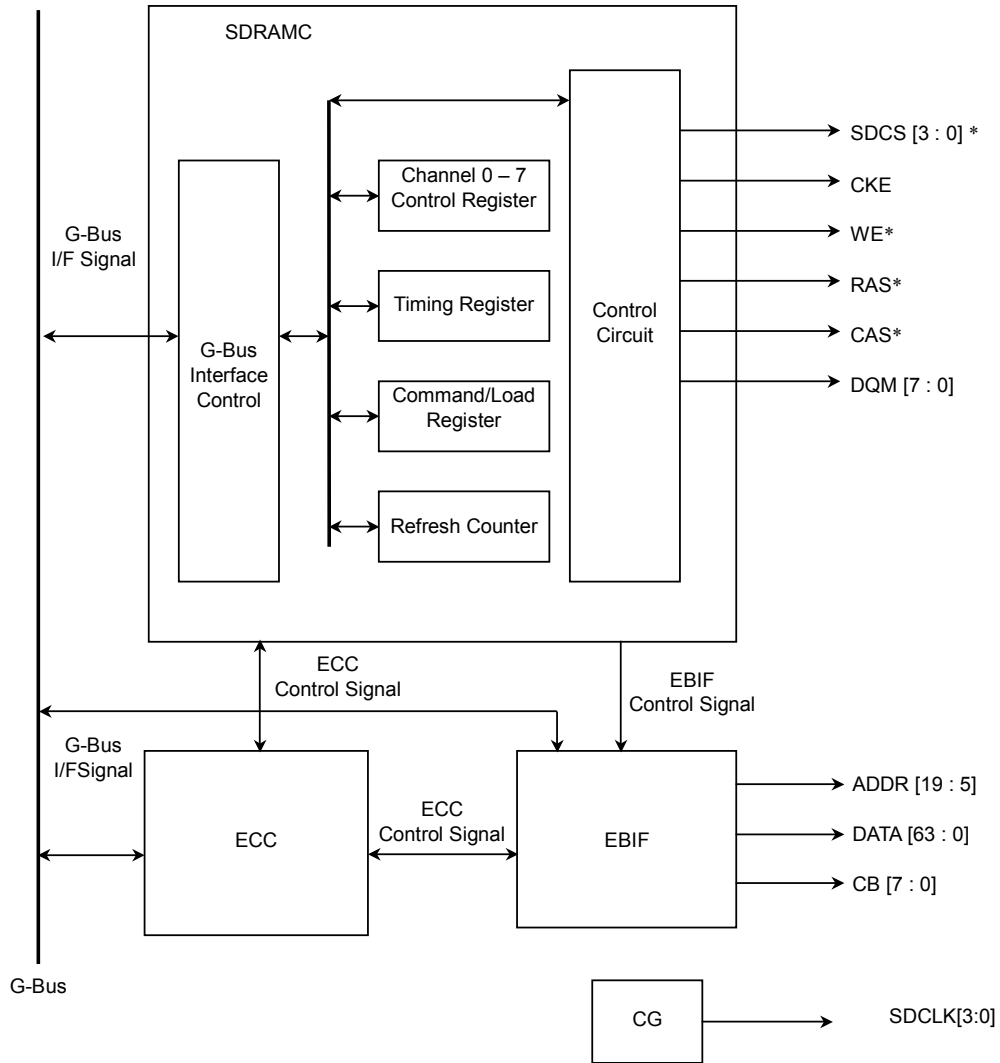 SDRAMC
SDCS [3 : 0] *
CKE
WE*
RAS*
CAS*
DQM [7 : 0]
Channel 0 – 7
Control Register
G-Bus
I/F Signal
Timing Register
Control
Circuit
G-Bus
Interface
Control
Command/Load
Register
Refresh Counter
ECC
Control Signal
EBIF
Control Signal
G-Bus
I/FSignal
ECC
ECC
Control Signal
EBIF
ADDR [19 : 5]
DATA [63 : 0]
CB [7 : 0]
G-Bus
CG
SDCLK[3:0]